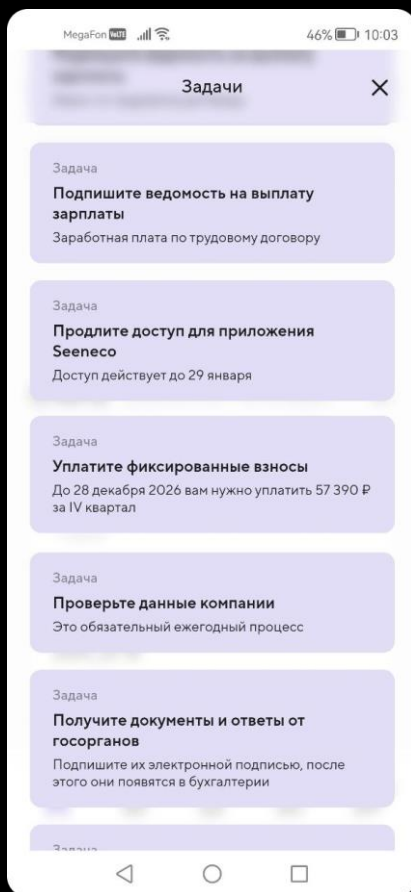 MegaFon VoLTE 46% 10:03
Задачи
Задача
Подпишите ведомость на выплату
зарплаты
Заработная плата по трудовому договору
Задача
Продлите доступ для приложения
Seeneco
Доступ действует до 29 января
Задача
Уплатите фиксированные взносы
До 28 декабря 2026 вам нужно уплатить 57 390 ₽
за IV квартал
Задача
Проверьте данные компании
Это обязательный ежегодный процесс
Задача
Получите документы и ответы от
госорганов
Подпишите их электронной подписью, после
этого они появятся в бухгалтерии
Задача